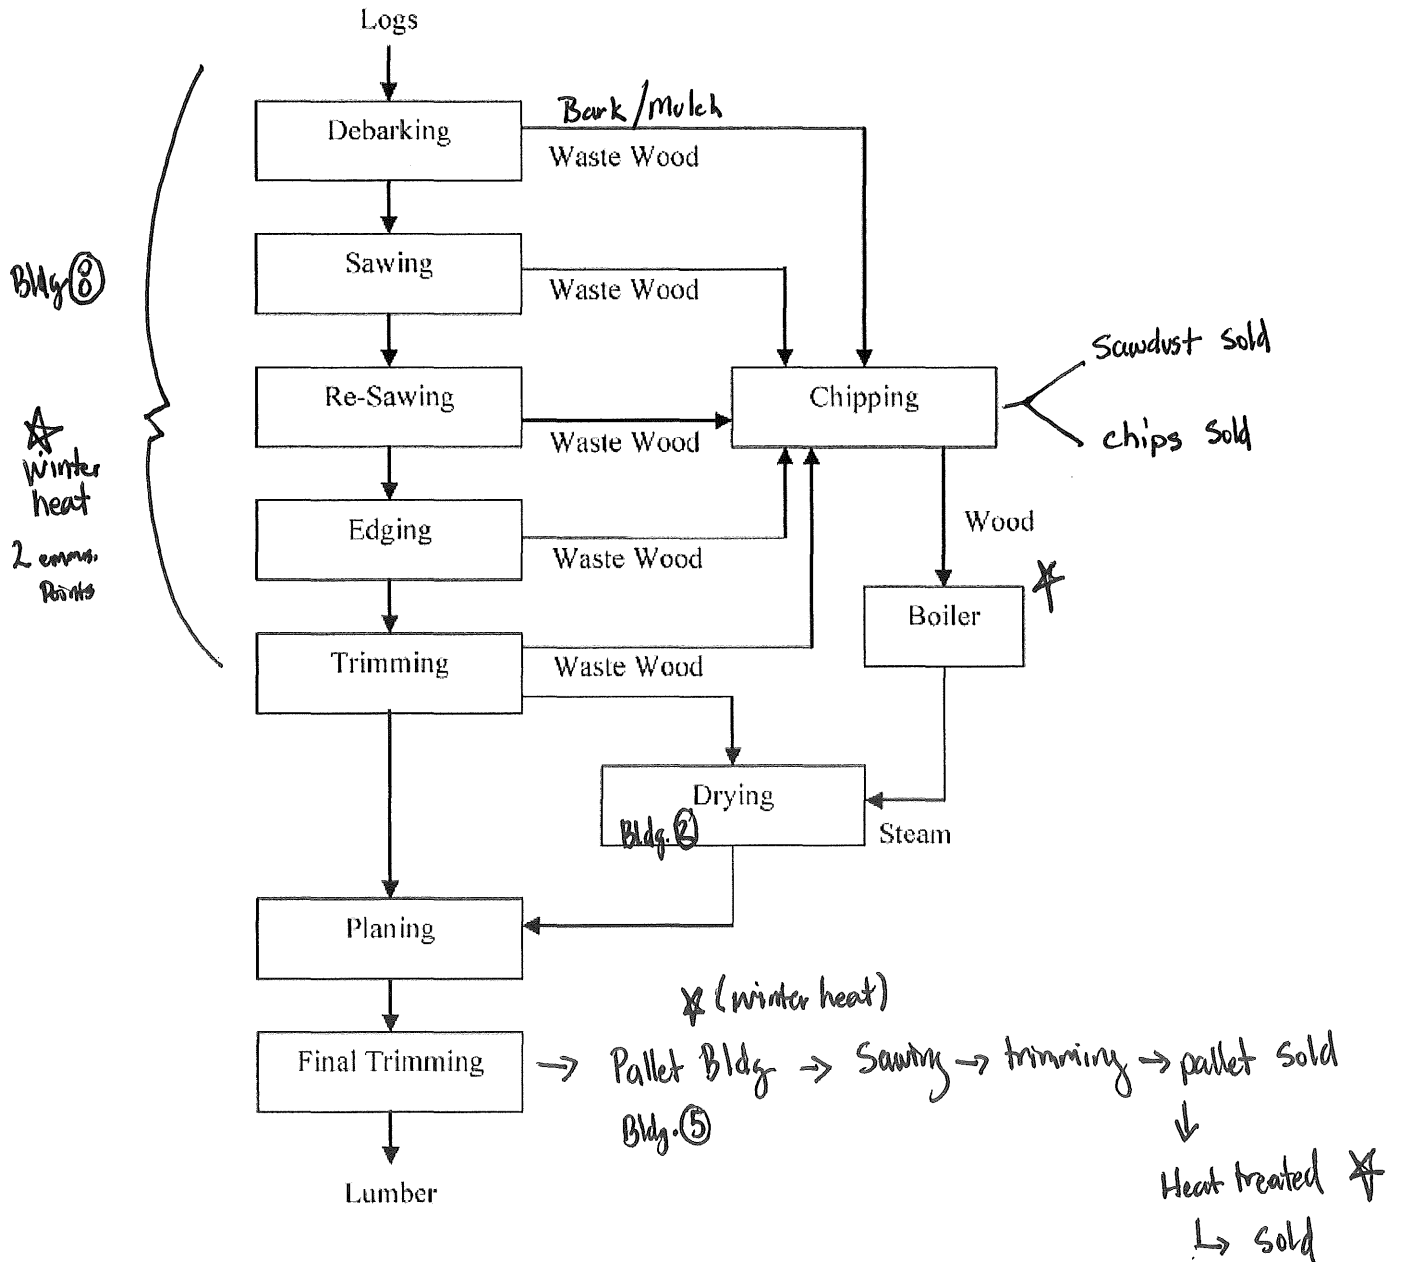 Logs
Debarking
Bark/Mulch
Waste Wood
Sawing
Waste Wood
Bldg 8
Re-Sawing
Waste Wood
Chipping
Sawdust sold
chips sold
winter
heat
2 emms.
Points
Edging
Waste Wood
Wood
Boiler
Trimming
Waste Wood
Drying
Bldg. 2
Steam
Planing
(winter heat)
Final Trimming → Pallet Bldg → Sawing → trimming → pallet sold
Bldg. 5
Heat treated
↳ sold
Lumber